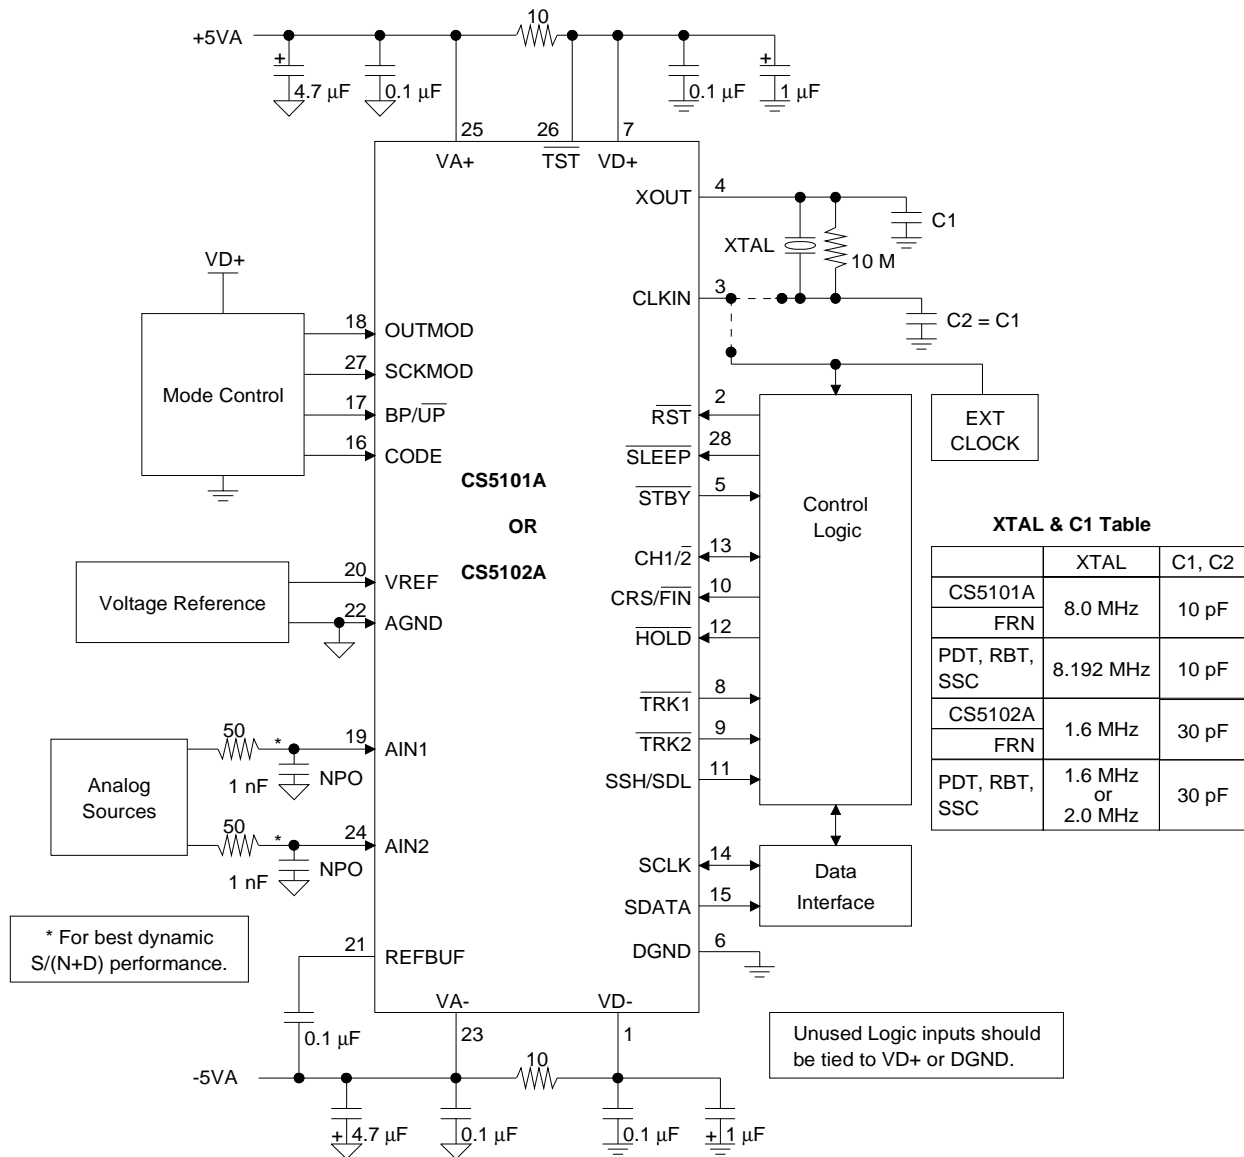 10
+5VA
+
4.7 µF
0.1 µF
0.1 µF
+
1 µF
25
26
7
VA+
TST
VD+
XOUT
4
C1
XTAL
10 M
VD+
CLKIN
3
C2 = C1
Mode Control
18
OUTMOD
27
SCKMOD
17
BP/UP
16
CODE
RST
2
SLEEP
28
STBY
5
EXT
CLOCK
CS5101A
OR
CS5102A
Control
Logic
CH1/2
13
CRS/FIN
10
HOLD
12
Voltage Reference
20
VREF
22
AGND
TRK1
8
TRK2
9
SSH/SDL
11
XTAL & C1 Table
XTAL
C1, C2
CS5101A
FRN
8.0 MHz
10 pF
PDT, RBT,
SSC
8.192 MHz
10 pF
CS5102A
FRN
1.6 MHz
30 pF
PDT, RBT,
SSC
1.6 MHz
or
2.0 MHz
30 pF
Analog
Sources
50
*
19
AIN1
1 nF
NPO
50
*
24
AIN2
1 nF
NPO
SCLK
14
SDATA
15
Data
Interface
DGND
6
* For best dynamic
S/(N+D) performance.
21
REFBUF
VA-
VD-
0.1 µF
23
1
Unused Logic inputs should
be tied to VD+ or DGND.
-5VA
10
+
4.7 µF
0.1 µF
0.1 µF
+
1 µF